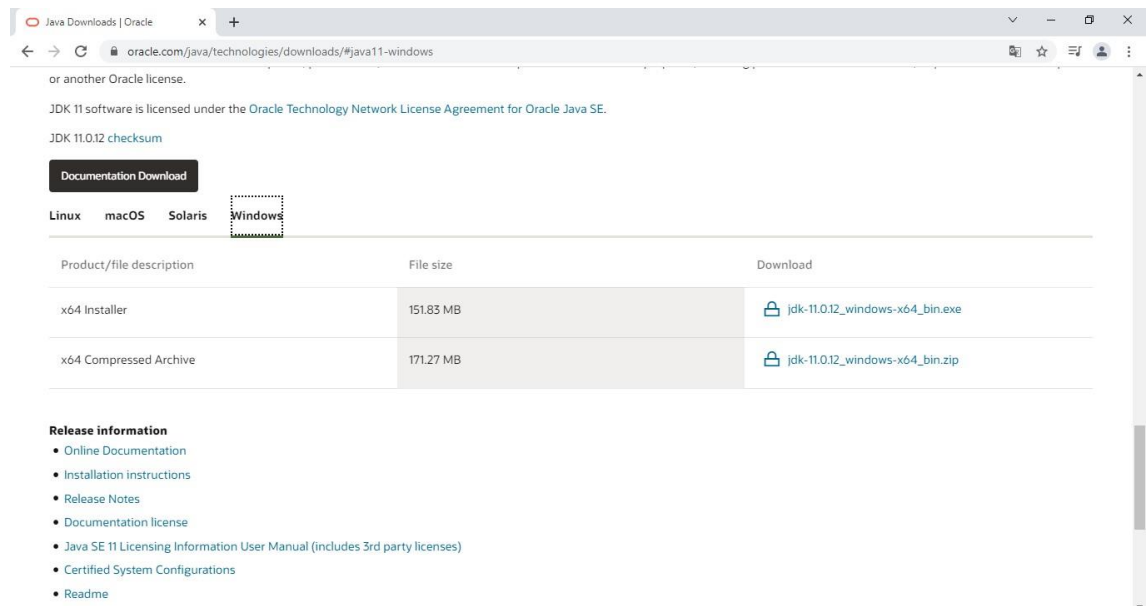 Java Downloads | Oracle
oracle.com/java/technologies/downloads/#java11-windows
or another Oracle license.
JDK 11 software is licensed under the Oracle Technology Network License Agreement for Oracle Java SE.
JDK 11.0.12 checksum
Documentation Download
Linux macOS Solaris Windows
Product/file description File size Download
x64 Installer 151.83 MB jdk-11.0.12_windows-x64_bin.exe
x64 Compressed Archive 171.27 MB jdk-11.0.12_windows-x64_bin.zip
Release information
• Online Documentation
• Installation instructions
• Release Notes
• Documentation license
• Java SE 11 Licensing Information User Manual (includes 3rd party licenses)
• Certified System Configurations
• Readme